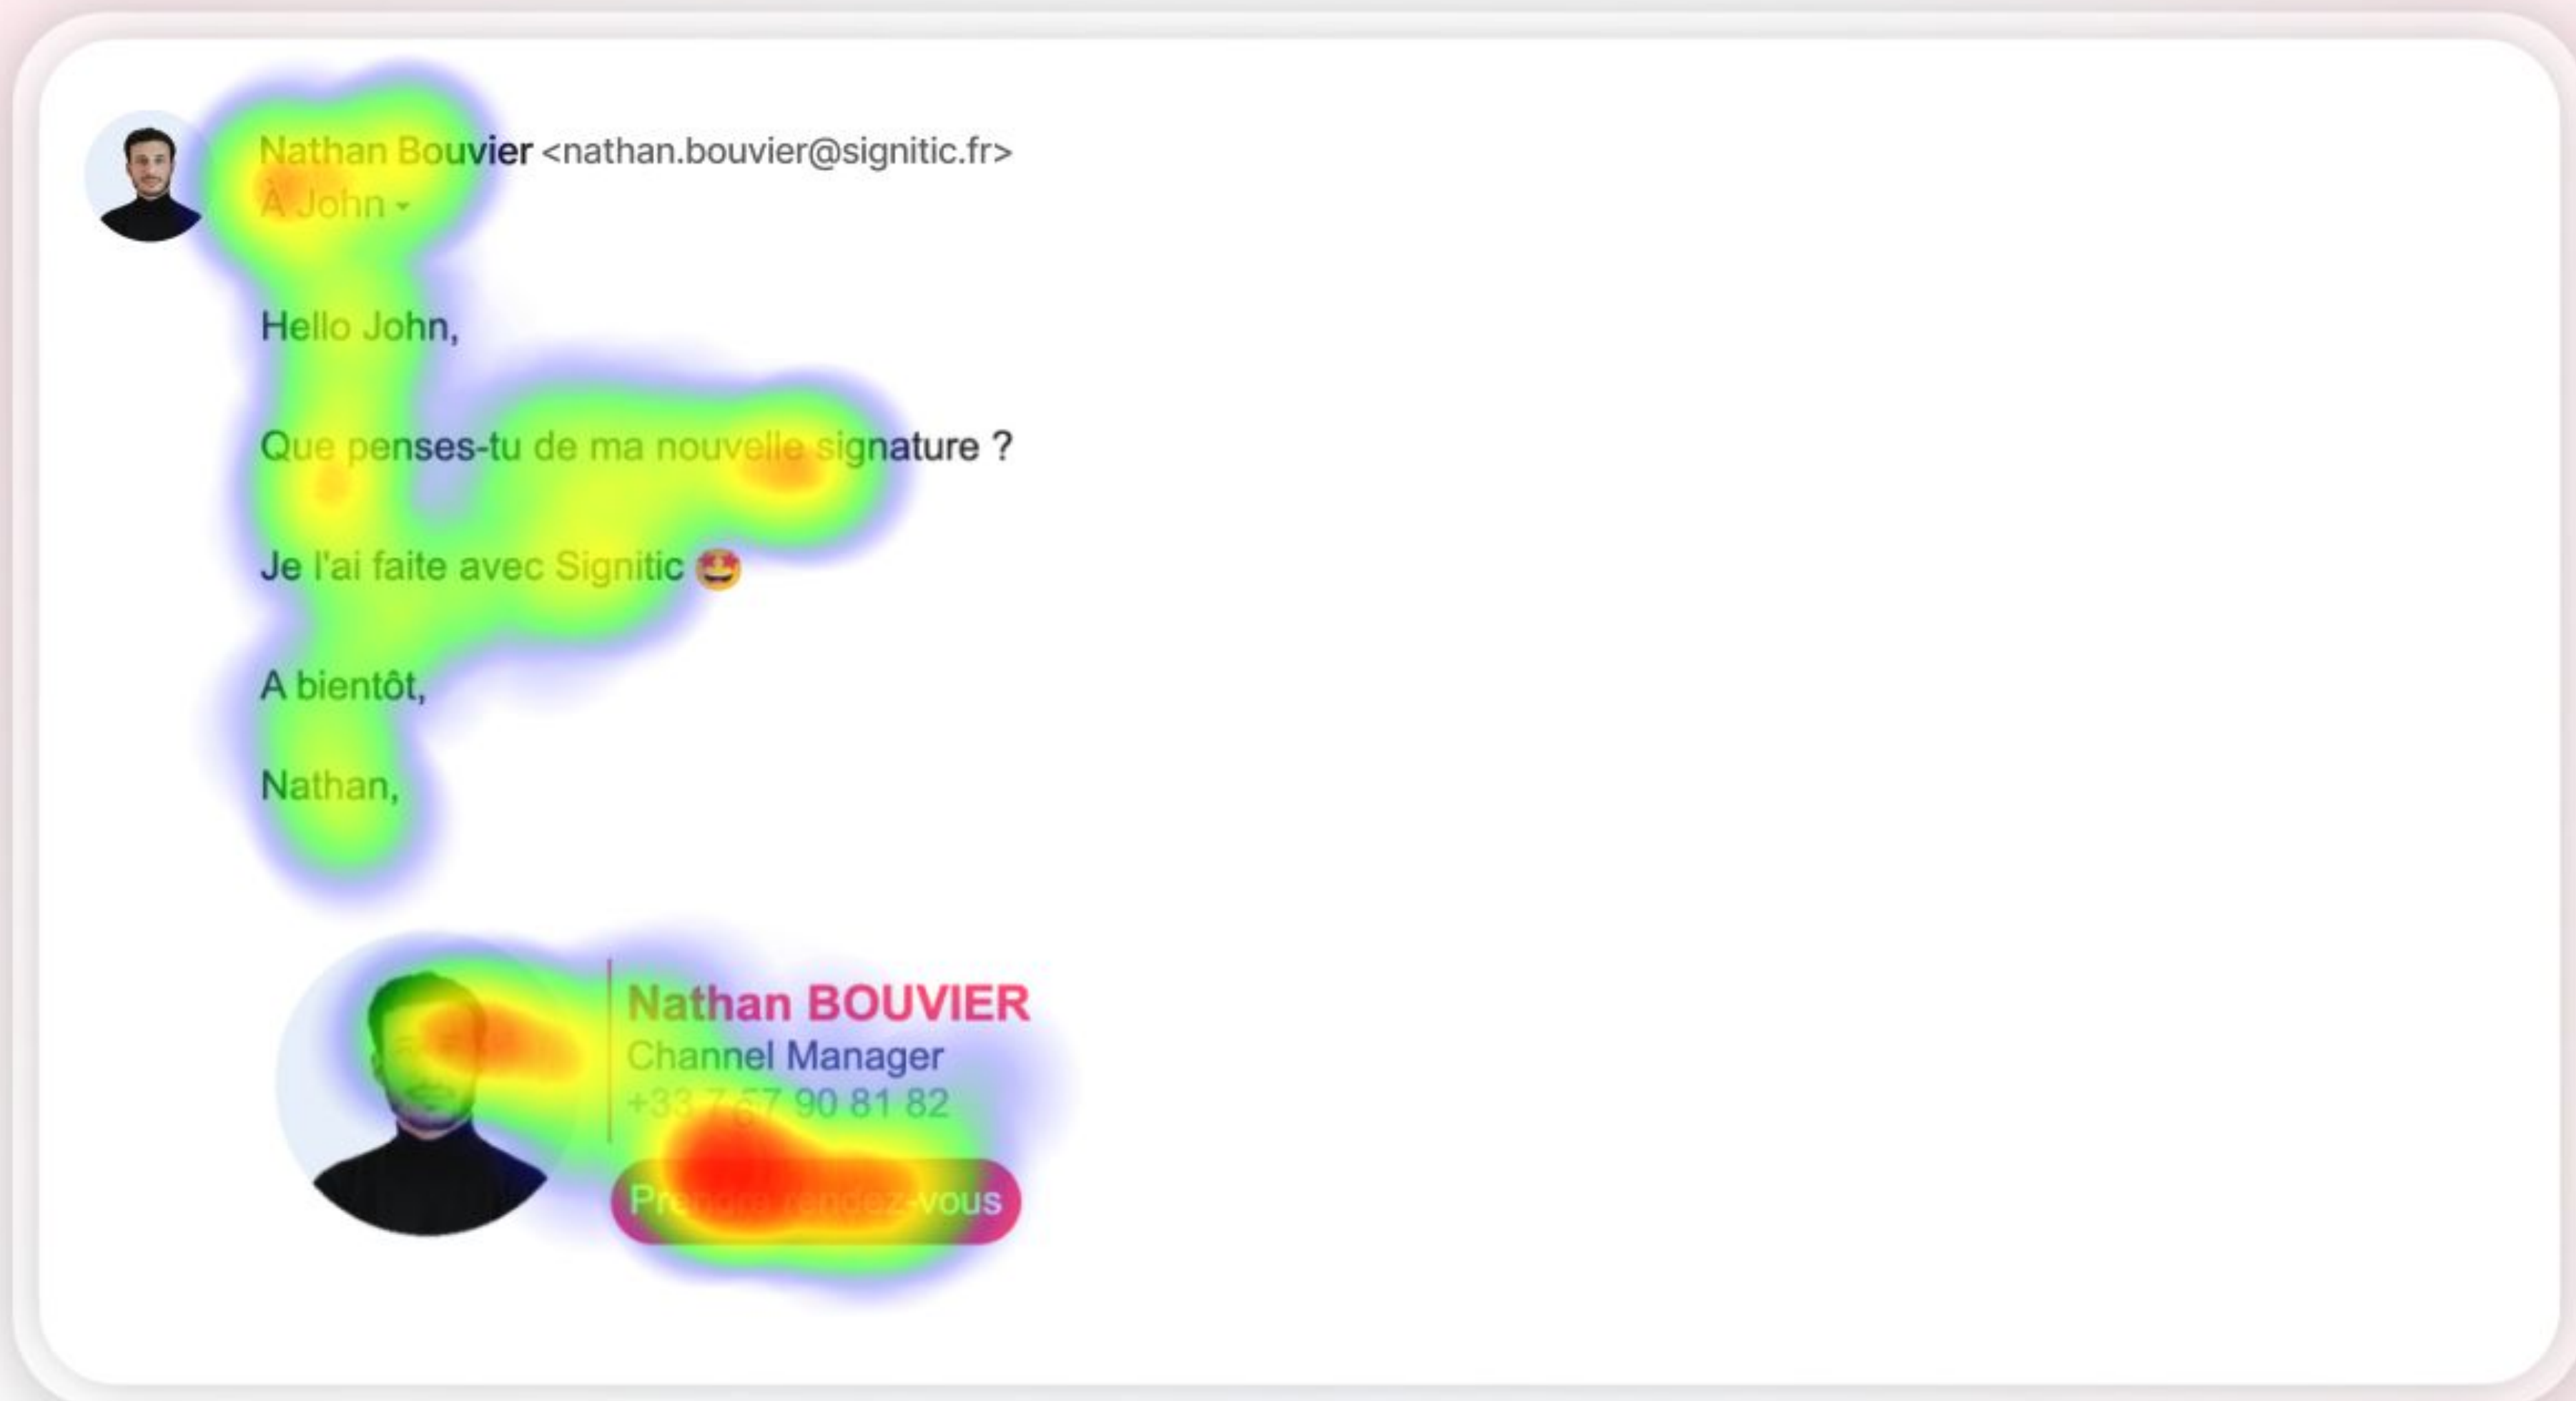 Nathan Bouvier <nathan.bouvier@signitic.fr>
À John
Hello John,
Que penses-tu de ma nouvelle signature ?
Je l'ai faite avec Signitic 🤩
A bientôt,
Nathan,
Nathan BOUVIER
Channel Manager
+33 7 67 90 81 82
Prendre rendez-vous